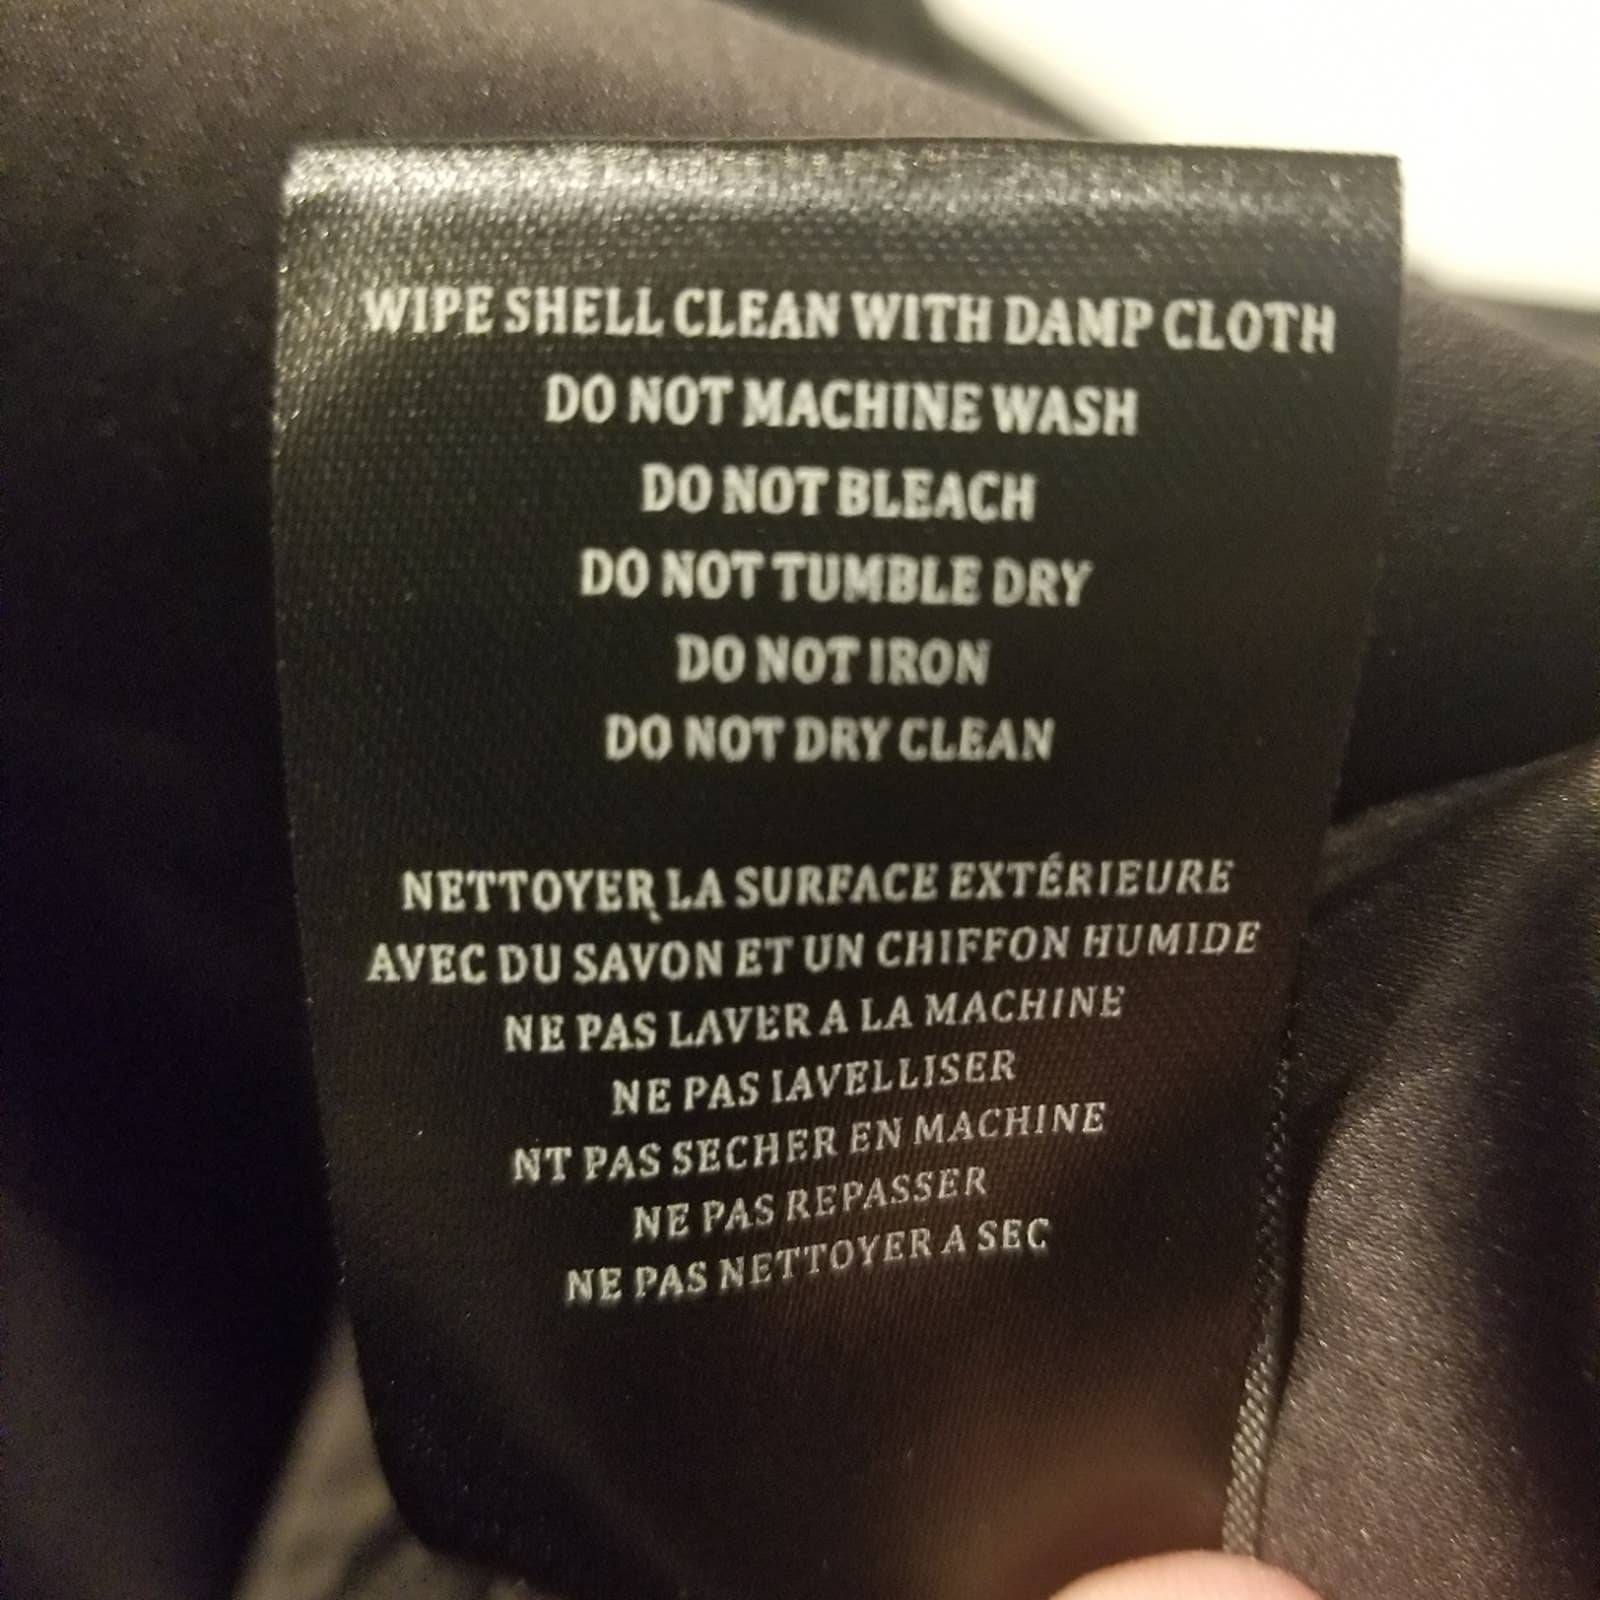 WIPE SHELL CLEAN WITH DAMP CLOTH
DO NOT MACHINE WASH
DO NOT BLEACH
DO NOT TUMBLE DRY
DO NOT IRON
DO NOT DRY CLEAN
NETTOYER LA SURFACE EXTÉRIEURE
AVEC DU SAVON ET UN CHIFFON HUMIDE
NE PAS LAVER A LA MACHINE
NE PAS IAVELLISER
NT PAS SECHER EN MACHINE
NE PAS REPASSER
NE PAS NETTOYER A SEC